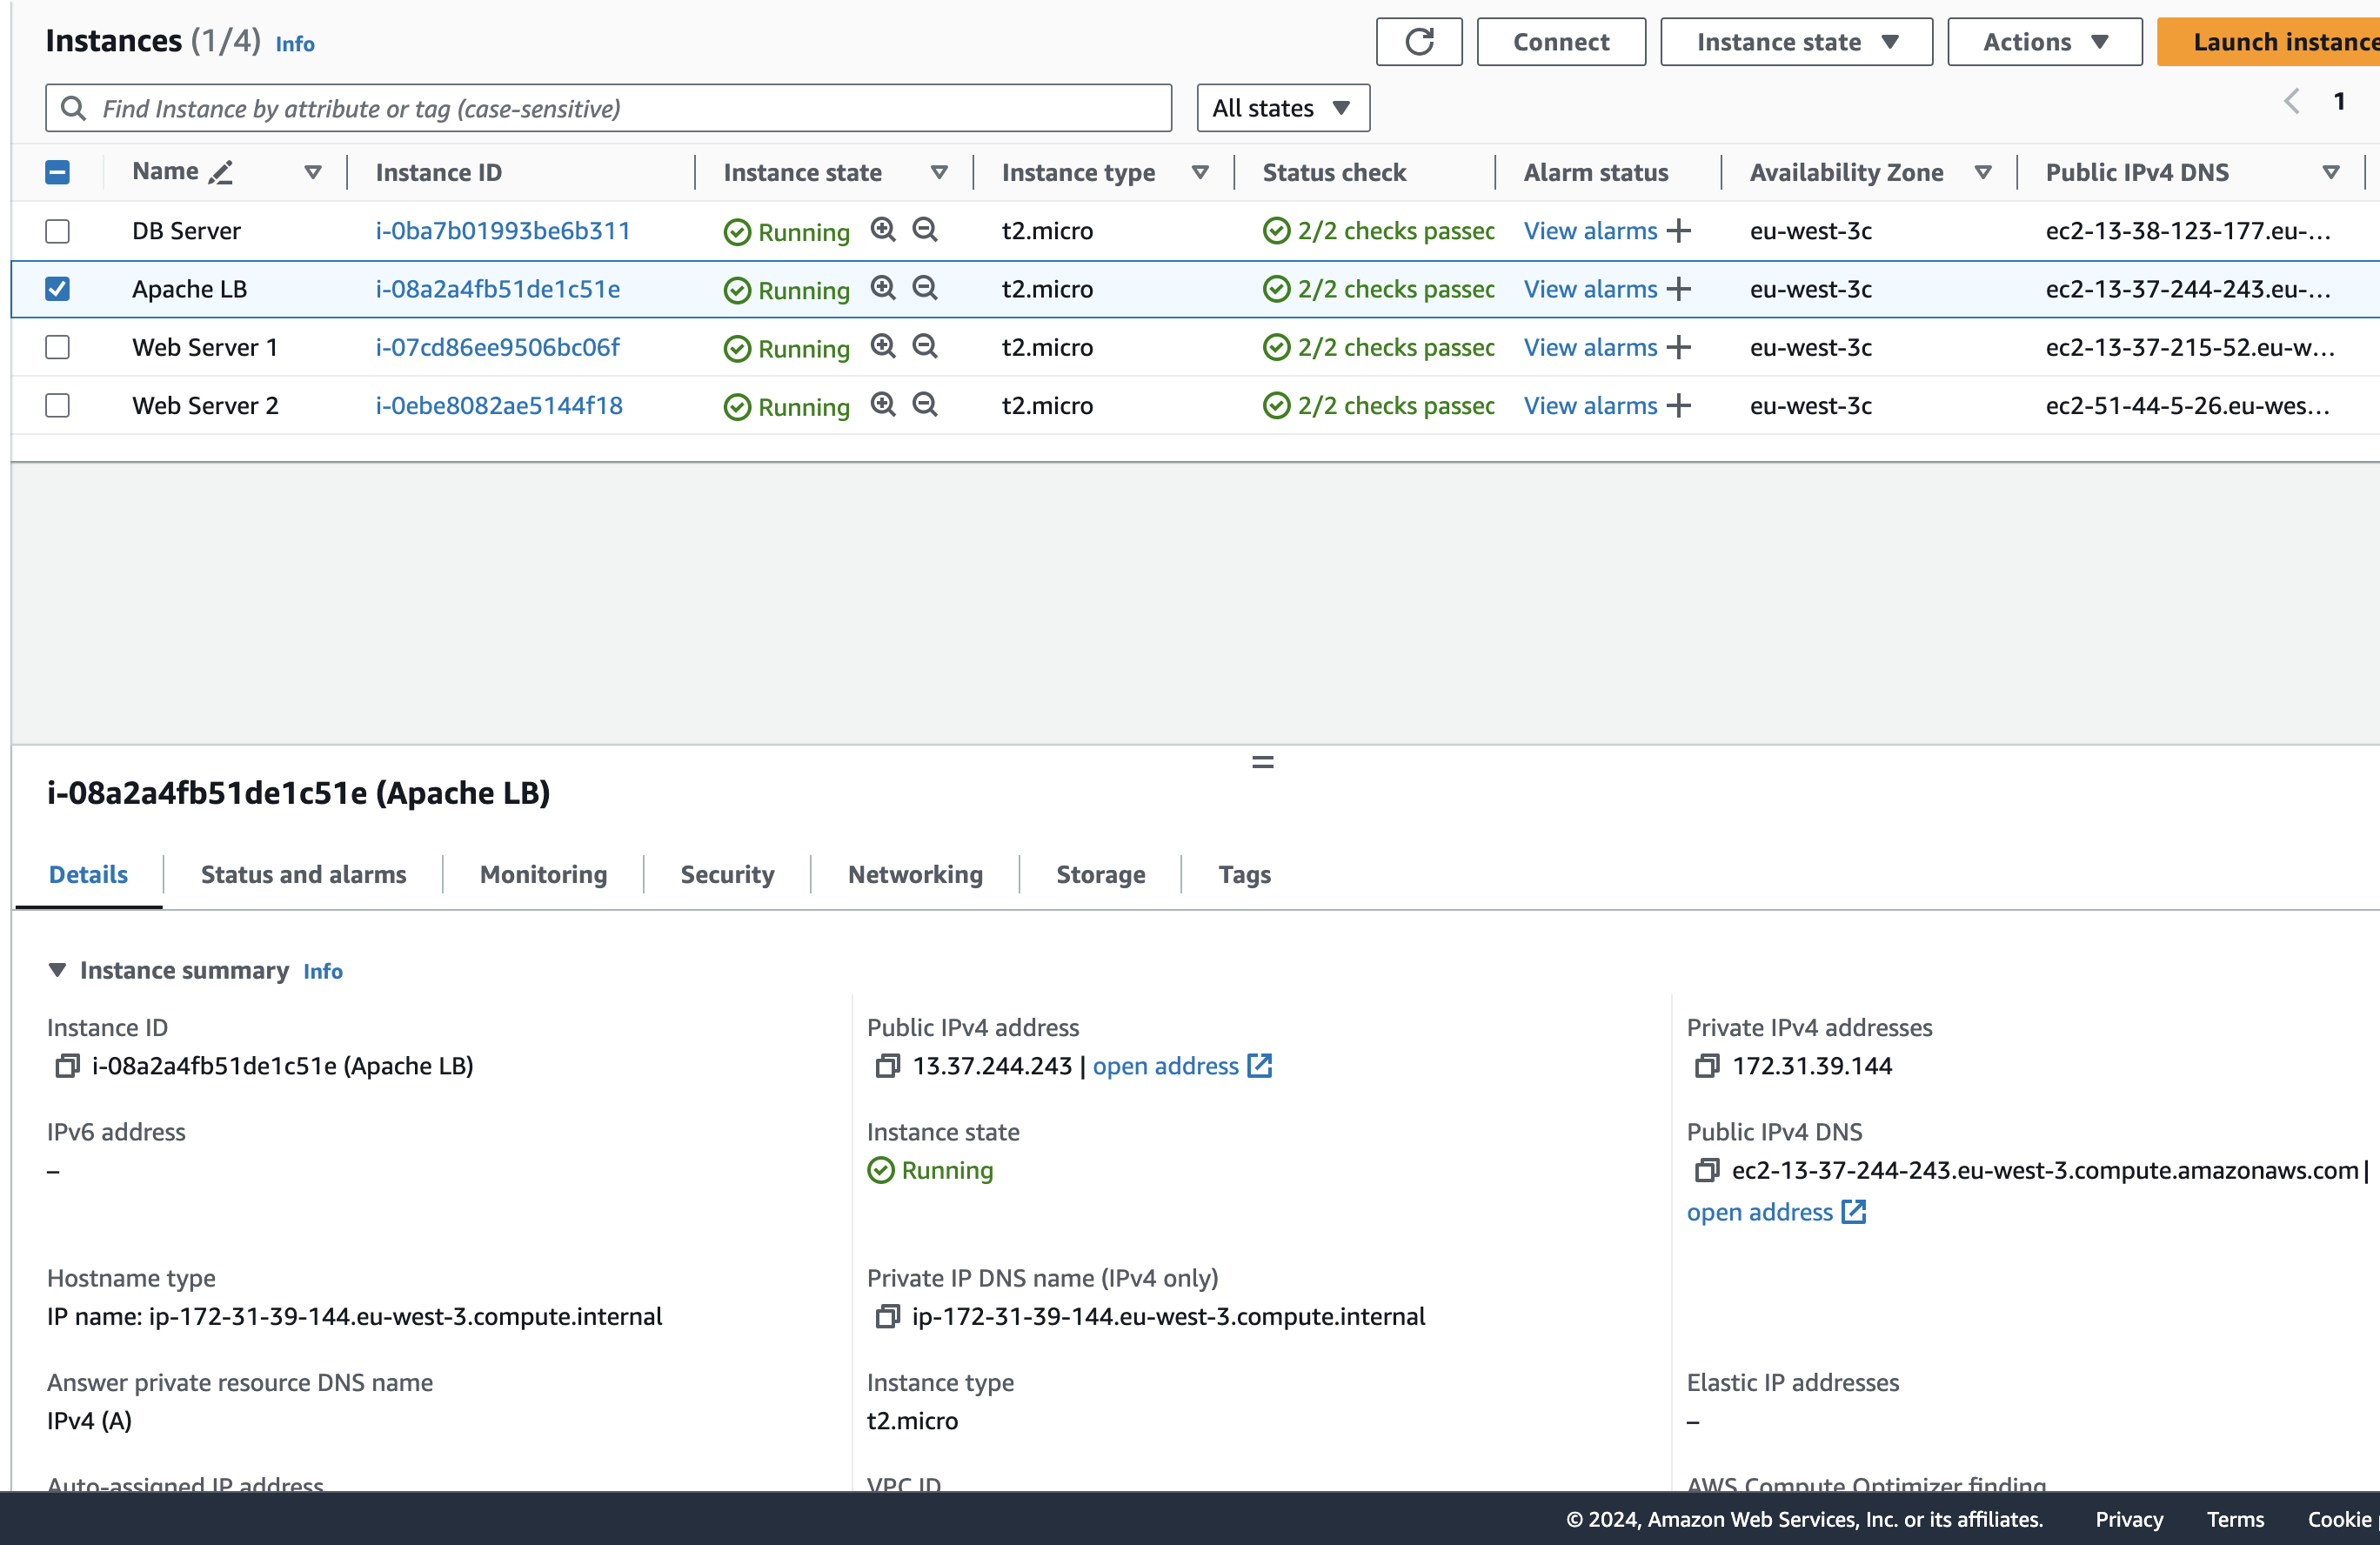 Instances (1/4) Info
Connect
Instance state
Actions
Launch instance
Find Instance by attribute or tag (case-sensitive)
All states
1
Name Instance ID Instance state Instance type Status check Alarm status Availability Zone Public IPv4 DNS
DB Server i-0ba7b01993be6b311 Running t2.micro 2/2 checks passec View alarms + eu-west-3c ec2-13-38-123-177.eu-...
Apache LB i-08a2a4fb51de1c51e Running t2.micro 2/2 checks passec View alarms + eu-west-3c ec2-13-37-244-243.eu-...
Web Server 1 i-07cd86ee9506bc06f Running t2.micro 2/2 checks passec View alarms + eu-west-3c ec2-13-37-215-52.eu-w...
Web Server 2 i-0ebe8082ae5144f18 Running t2.micro 2/2 checks passec View alarms + eu-west-3c ec2-51-44-5-26.eu-wes...
i-08a2a4fb51de1c51e (Apache LB)
Details Status and alarms Monitoring Security Networking Storage Tags
Instance summary Info
Instance ID
i-08a2a4fb51de1c51e (Apache LB)
Public IPv4 address
13.37.244.243 | open address
Private IPv4 addresses
172.31.39.144
IPv6 address
–
Instance state
Running
Public IPv4 DNS
ec2-13-37-244-243.eu-west-3.compute.amazonaws.com |
open address
Hostname type
IP name: ip-172-31-39-144.eu-west-3.compute.internal
Private IP DNS name (IPv4 only)
ip-172-31-39-144.eu-west-3.compute.internal
Answer private resource DNS name
IPv4 (A)
Instance type
t2.micro
Elastic IP addresses
–
Auto-assigned IP address
VPC ID
AWS Compute Optimizer finding
© 2024, Amazon Web Services, Inc. or its affiliates. Privacy Terms Cookie